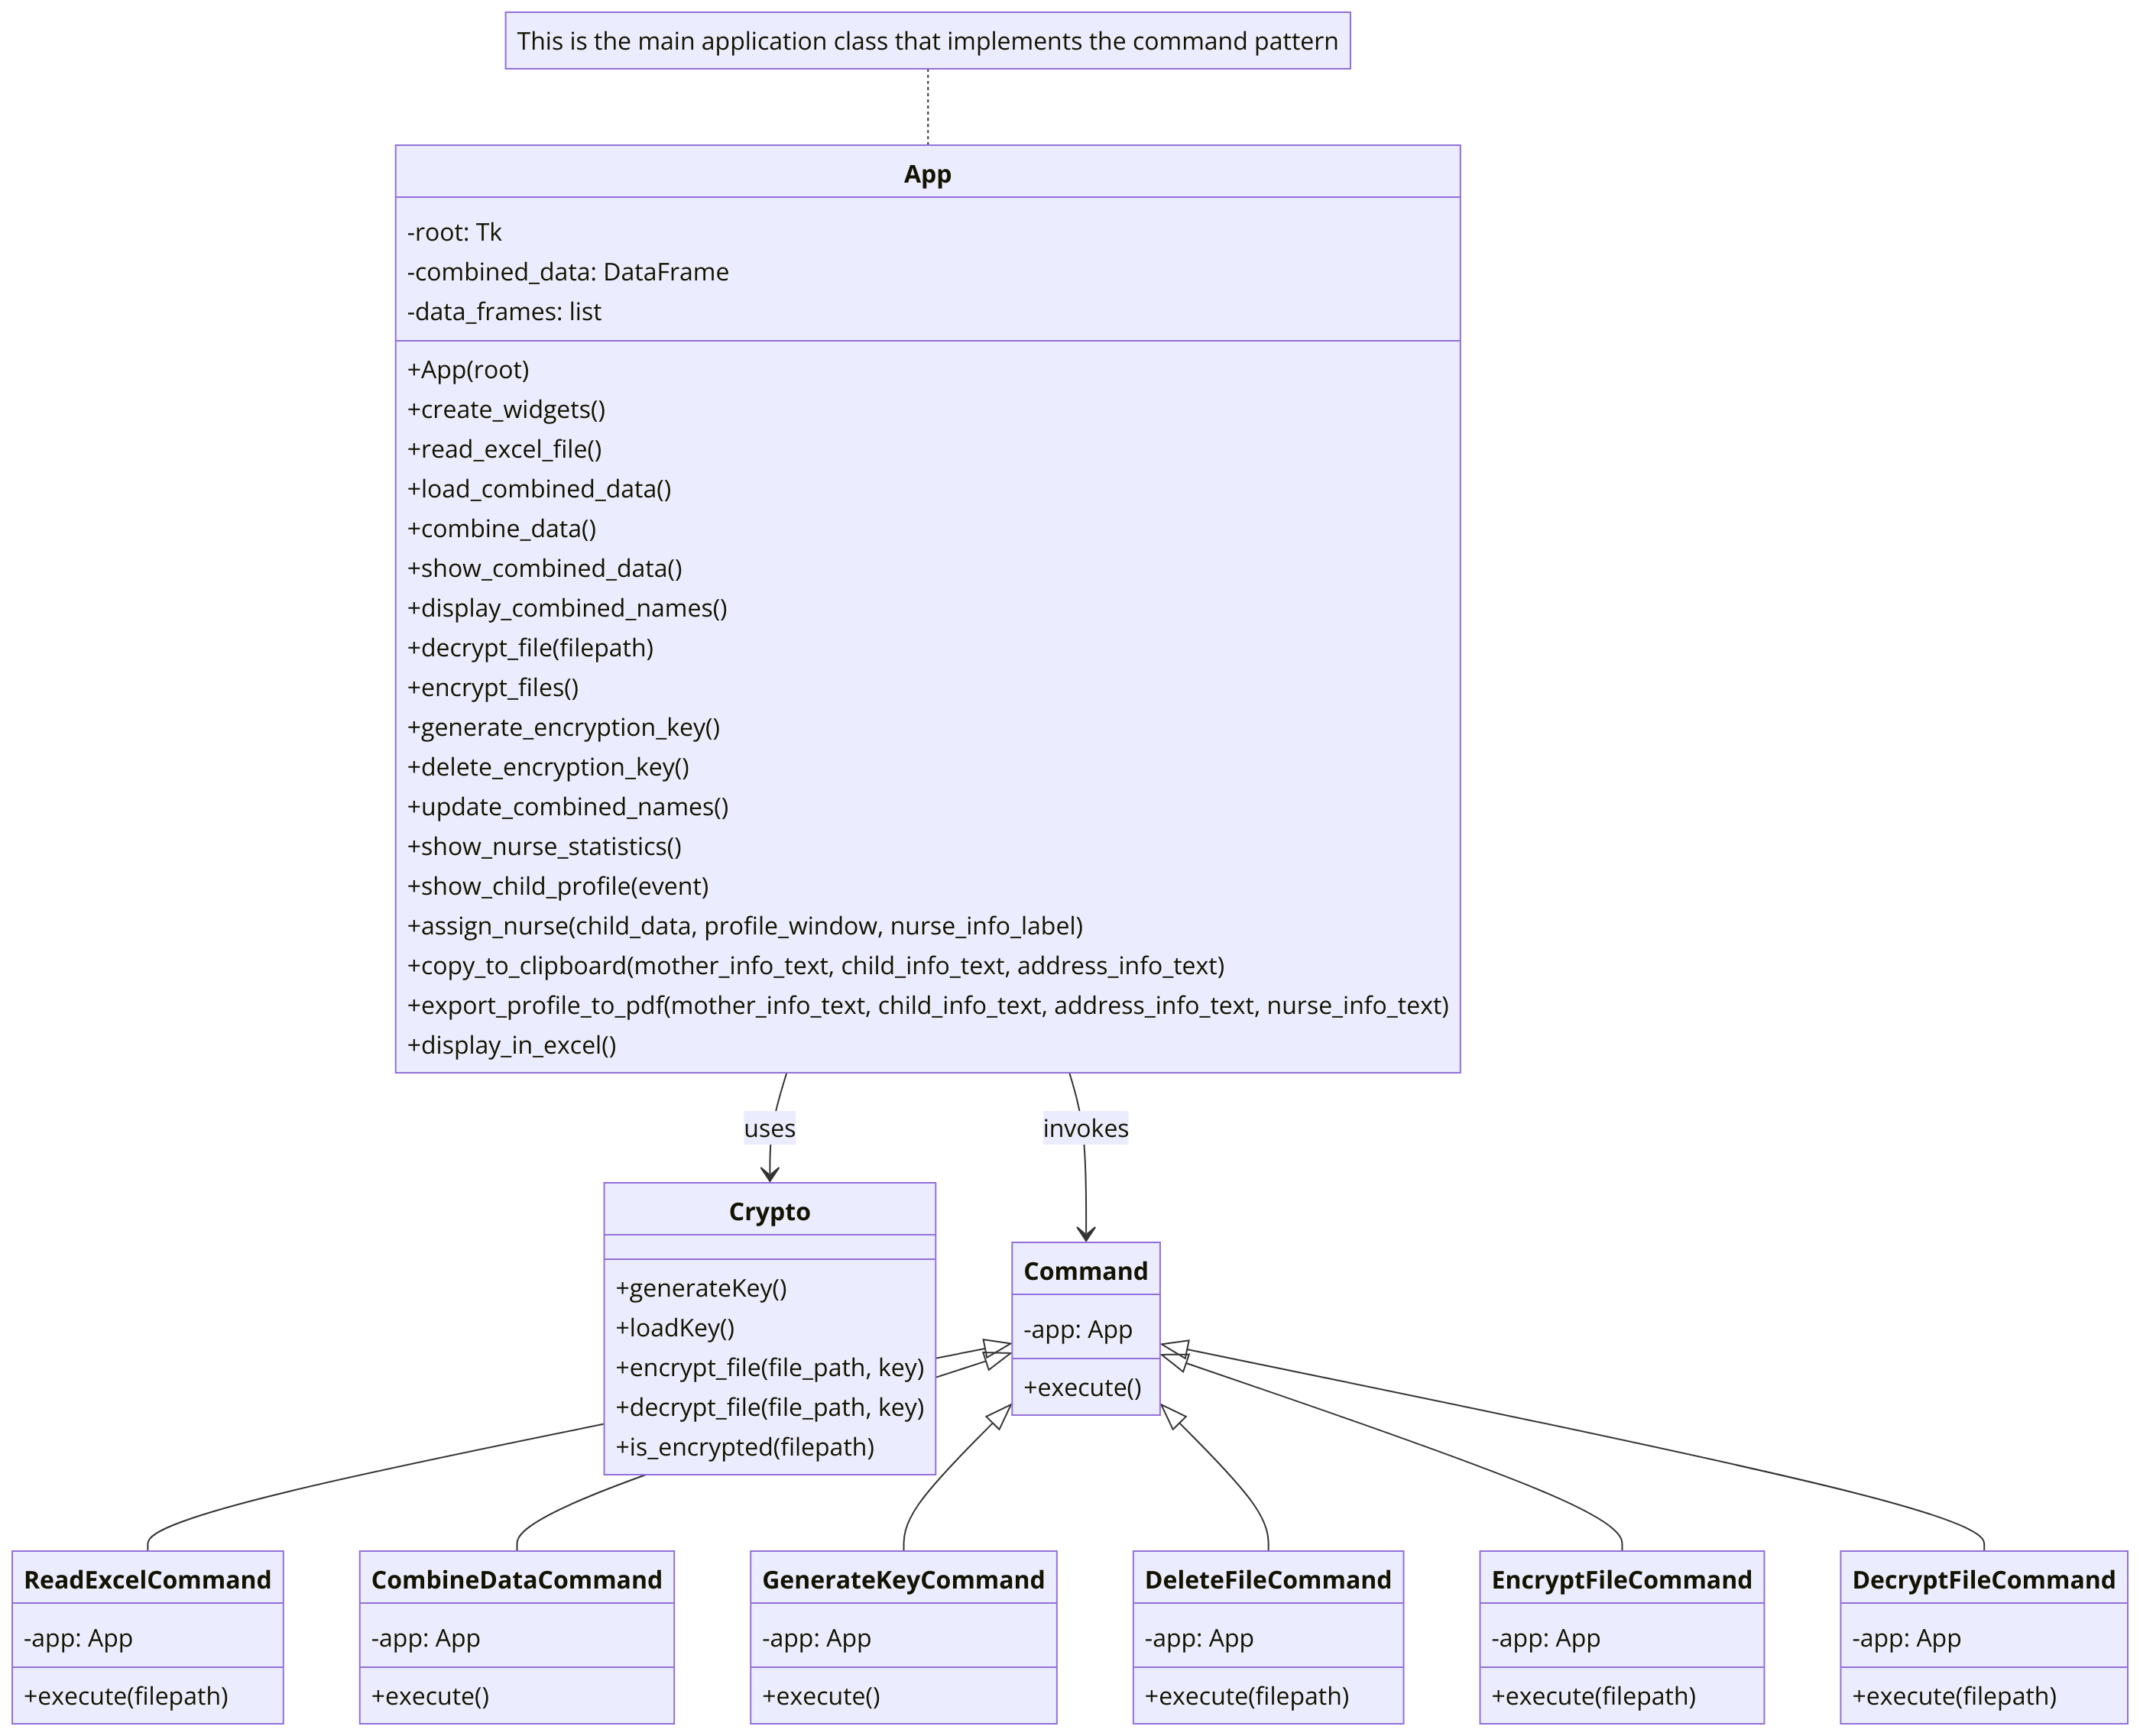 This is the main application class that implements the command pattern
App
-root: Tk
-combined_data: DataFrame
-data_frames: list
+App(root)
+create_widgets()
+read_excel_file()
+load_combined_data()
+combine_data()
+show_combined_data()
+display_combined_names()
+decrypt_file(filepath)
+encrypt_files()
+generate_encryption_key()
+delete_encryption_key()
+update_combined_names()
+show_nurse_statistics()
+show_child_profile(event)
+assign_nurse(child_data, profile_window, nurse_info_label)
+copy_to_clipboard(mother_info_text, child_info_text, address_info_text)
+export_profile_to_pdf(mother_info_text, child_info_text, address_info_text, nurse_info_text)
+display_in_excel()
uses
invokes
Crypto
+generateKey()
+loadKey()
+encrypt_file(file_path, key)
+decrypt_file(file_path, key)
+is_encrypted(filepath)
Command
-app: App
+execute()
ReadExcelCommand
-app: App
+execute(filepath)
CombineDataCommand
-app: App
+execute()
GenerateKeyCommand
-app: App
+execute()
DeleteFileCommand
-app: App
+execute(filepath)
EncryptFileCommand
-app: App
+execute(filepath)
DecryptFileCommand
-app: App
+execute(filepath)